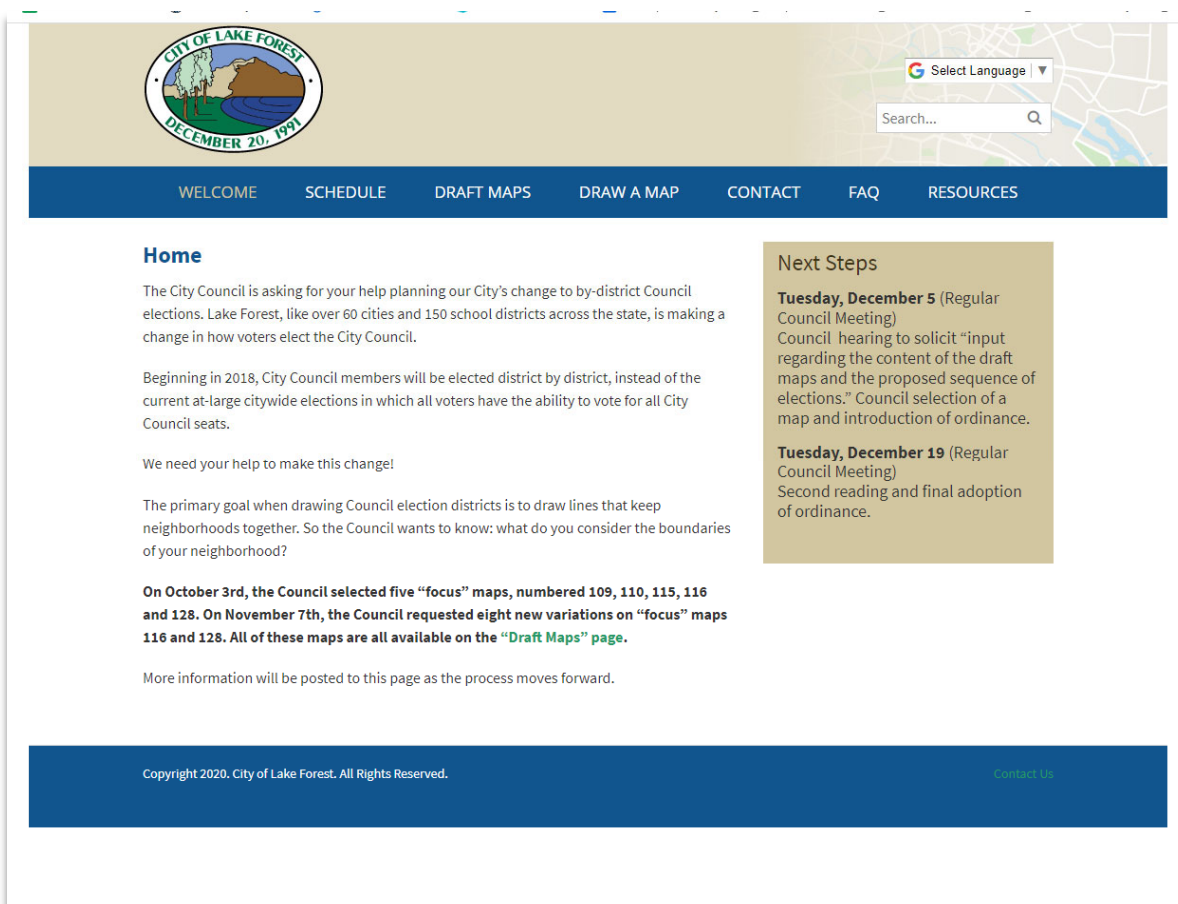 CITY OF LAKE FOREST
DECEMBER 20, 1991
Select Language ▼
Search...
WELCOME SCHEDULE DRAFT MAPS DRAW A MAP CONTACT FAQ RESOURCES
Home
The City Council is asking for your help planning our City’s change to by-district Council
elections. Lake Forest, like over 60 cities and 150 school districts across the state, is making a
change in how voters elect the City Council.
Beginning in 2018, City Council members will be elected district by district, instead of the
current at-large citywide elections in which all voters have the ability to vote for all City
Council seats.
We need your help to make this change!
The primary goal when drawing Council election districts is to draw lines that keep
neighborhoods together. So the Council wants to know: what do you consider the boundaries
of your neighborhood?
On October 3rd, the Council selected five “focus” maps, numbered 109, 110, 115, 116
and 128. On November 7th, the Council requested eight new variations on “focus” maps
116 and 128. All of these maps are all available on the “Draft Maps” page.
More information will be posted to this page as the process moves forward.
Next Steps
Tuesday, December 5 (Regular
Council Meeting)
Council hearing to solicit “input
regarding the content of the draft
maps and the proposed sequence of
elections.” Council selection of a
map and introduction of ordinance.
Tuesday, December 19 (Regular
Council Meeting)
Second reading and final adoption
of ordinance.
Copyright 2020. City of Lake Forest. All Rights Reserved.
Contact Us